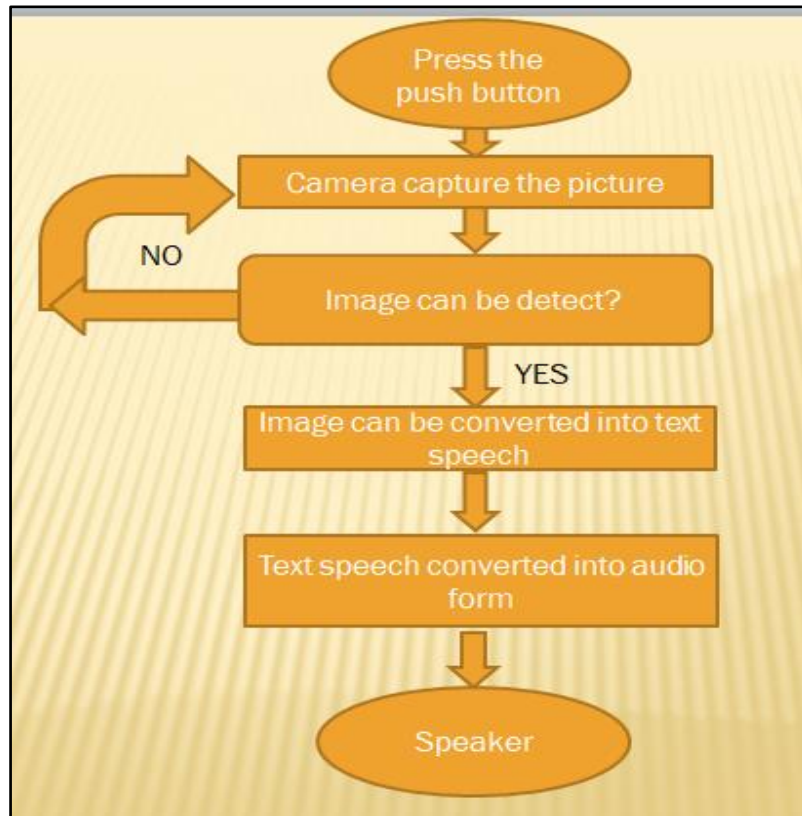 Press the
push button
Camera capture the picture
NO
Image can be detect?
YES
Image can be converted into text
speech
Text speech converted into audio
form
Speaker